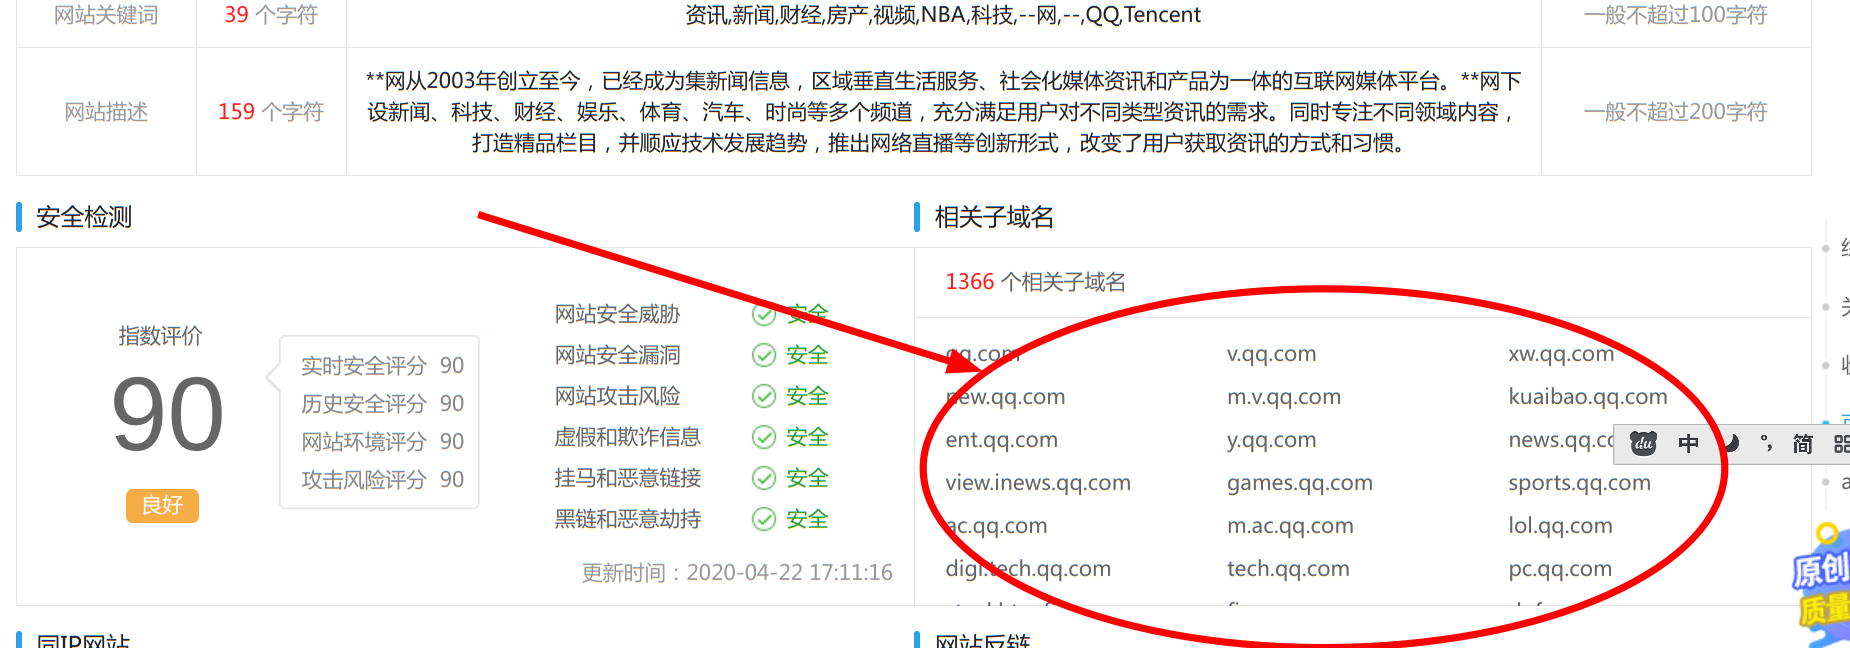 网站关键词 39 个字符 资讯,新闻,财经,房产,视频,NBA,科技,--网,--,QQ,Tencent 一般不超过100字符
**网从2003年创立至今，已经成为集新闻信息，区域垂直生活服务、社会化媒体资讯和产品为一体的互联网媒体平台。**网下
网站描述 159 个字符 设新闻、科技、财经、娱乐、体育、汽车、时尚等多个频道，充分满足用户对不同类型资讯的需求。同时专注不同领域内容， 一般不超过200字符
打造精品栏目，并顺应技术发展趋势，推出网络直播等创新形式，改变了用户获取资讯的方式和习惯。
安全检测
指数评价
90
良好
实时安全评分 90
历史安全评分 90
网站环境评分 90
攻击风险评分 90
网站安全威胁 安全
网站安全漏洞 安全
网站攻击风险 安全
虚假和欺诈信息 安全
挂马和恶意链接 安全
黑链和恶意劫持 安全
更新时间：2020-04-22 17:11:16
相关子域名
1366 个相关子域名
qq.com v.qq.com xw.qq.com
new.qq.com m.v.qq.com kuaibao.qq.com
ent.qq.com y.qq.com news.qq.co
view.inews.qq.com games.qq.com sports.qq.com
ac.qq.com m.ac.qq.com lol.qq.com
digi.tech.qq.com tech.qq.com pc.qq.com
du 中 °, 简
原创
质量
同IP网站
网站反链